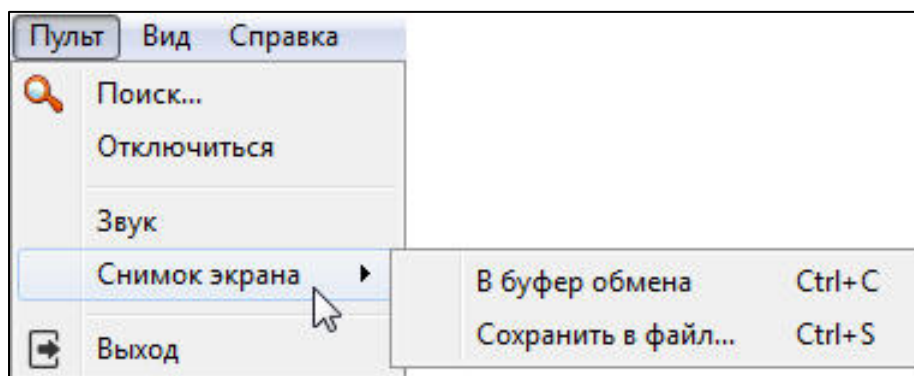 Пульт Вид Справка
Поиск...
Отключиться
Звук
Снимок экрана
В буфер обмена Ctrl+C
Сохранить в файл... Ctrl+S
Выход